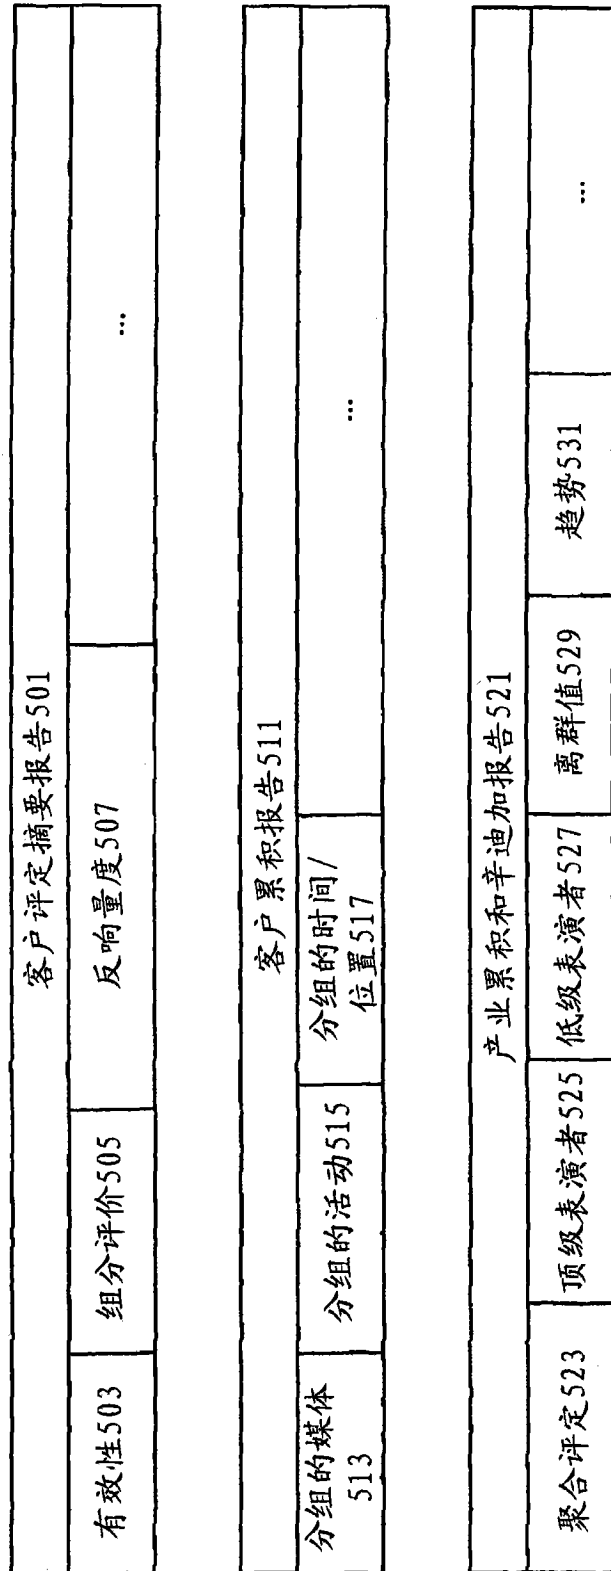 客户评定摘要报告501
有效性503
组分评价505
反响量度507
...
客户累积报告511
分组的媒体
513
分组的活动515
分组的时间/
位置517
...
产业累积和辛迪加报告521
聚合评定523
顶级表演者525
低级表演者527
离群值529
趋势531
...